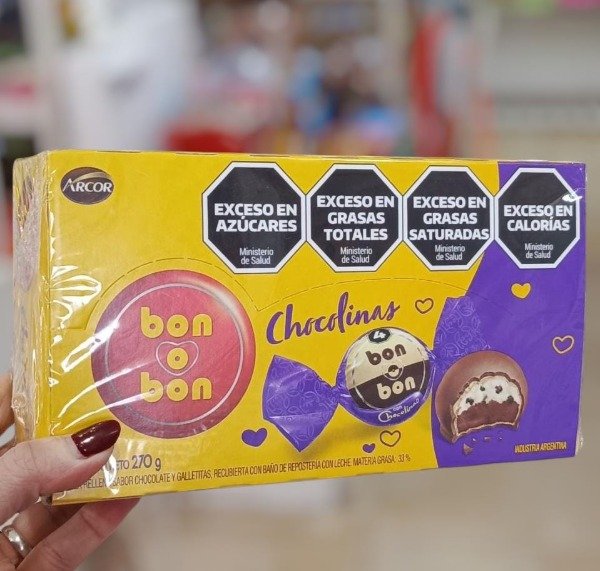 ARCOR
EXCESO EN
AZÚCARES
Ministerio
de Salud
EXCESO EN
GRASAS
TOTALES
Ministerio
de Salud
EXCESO EN
GRASAS
SATURADAS
Ministerio
de Salud
EXCESO EN
CALORÍAS
Ministerio
de Salud
bon
o
bon
Chocolinas
bon
o
bon
con
Chocolinas
INDUSTRIA ARGENTINA
270 g
SABOR CHOCOLATE Y GALLETITAS, RECUBIERTA CON BAÑO DE REPOSTERÍA CON LECHE. MATERIA GRASA: 33 %